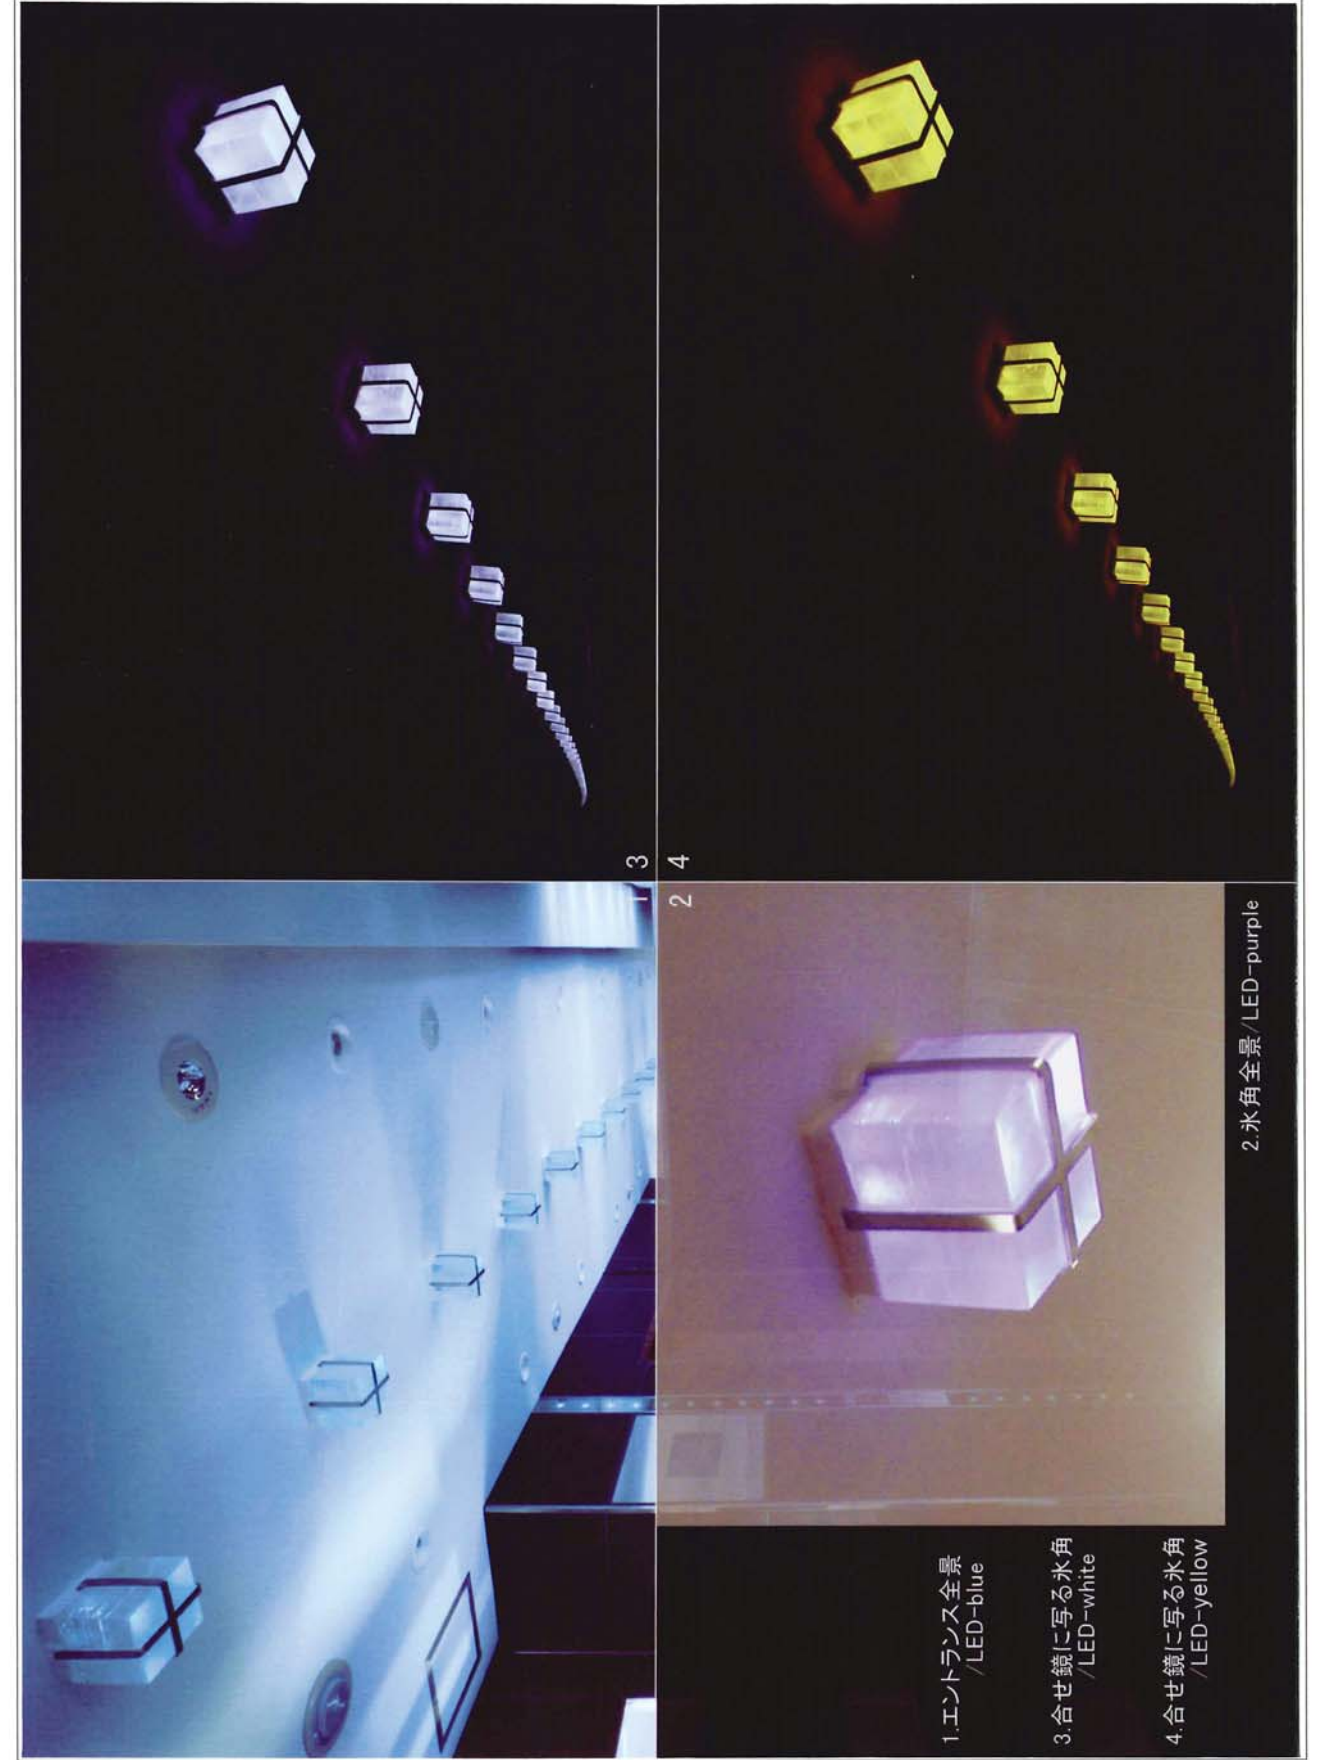 1
3
2
4
1.エントランス全景
/LED-blue
3.合せ鏡に写る氷角
/LED-white
4.合せ鏡に写る氷角
/LED-yellow
2.氷角全景/LED-purple